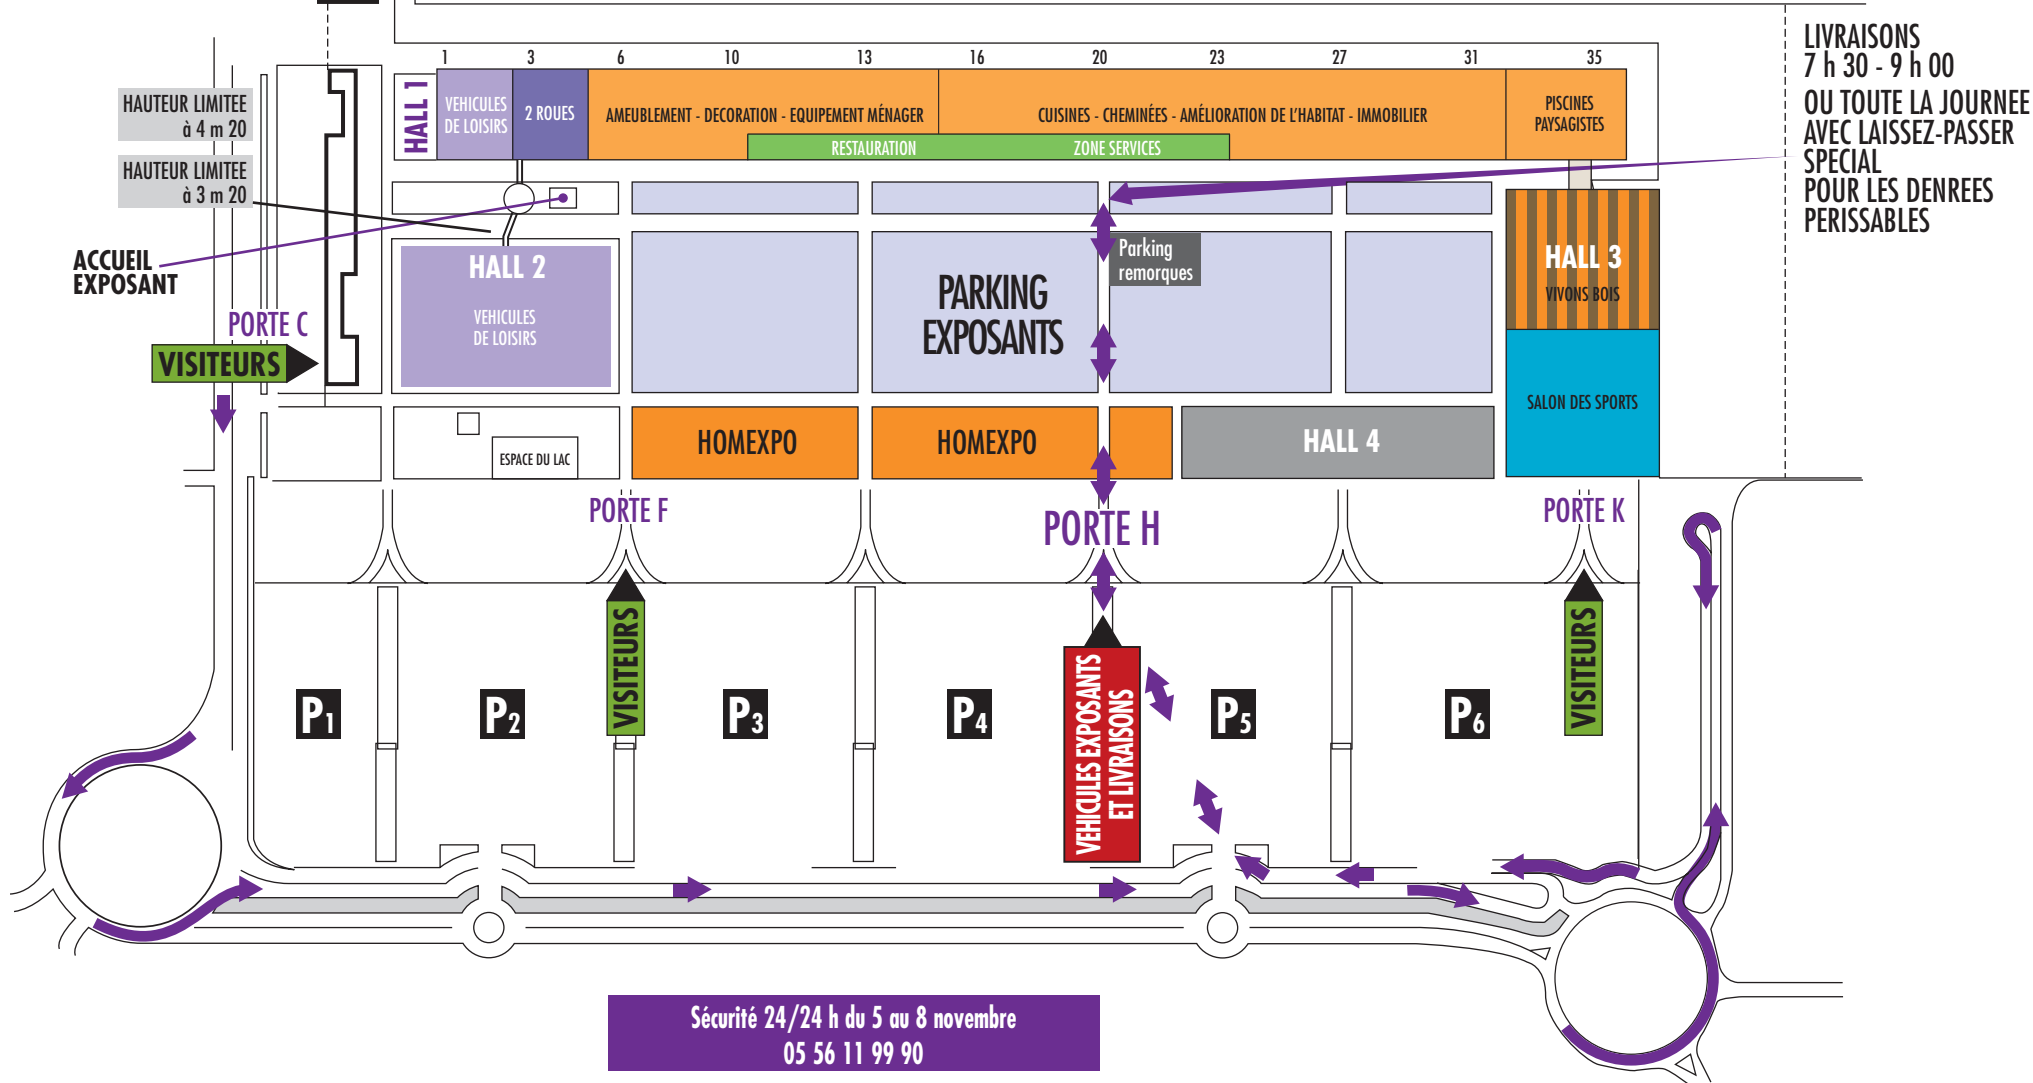 LIVRAISONS
7 h 30 - 9 h 00
OU TOUTE LA JOURNEE
AVEC LAISSEZ-PASSER
SPECIAL
POUR LES DENREES
PERISSABLES
1 3 6 10 13 16 20 23 27 31 35
HAUTEUR LIMITEE
à 4 m 20
HAUTEUR LIMITEE
à 3 m 20
HALL 1
VEHICULES
DE LOISIRS
2 ROUES
AMEUBLEMENT - DECORATION - EQUIPEMENT MÉNAGER
CUISINES - CHEMINÉES - AMÉLIORATION DE L'HABITAT - IMMOBILIER
PISCINES
PAYSAGISTES
RESTAURATION
ZONE SERVICES
ACCUEIL
EXPOSANT
HALL 2
VEHICULES
DE LOISIRS
PARKING
EXPOSANTS
Parking
remorques
HALL 3
VIVONS BOIS
PORTE C
VISITEURS
SALON DES SPORTS
ESPACE DU LAC
HOMEXPO
HOMEXPO
HALL 4
PORTE F
PORTE H
PORTE K
VISITEURS
VEHICULES EXPOSANTS
ET LIVRAISONS
VISITEURS
P1
P2
P3
P4
P5
P6
Sécurité 24/24 h du 5 au 8 novembre
05 56 11 99 90